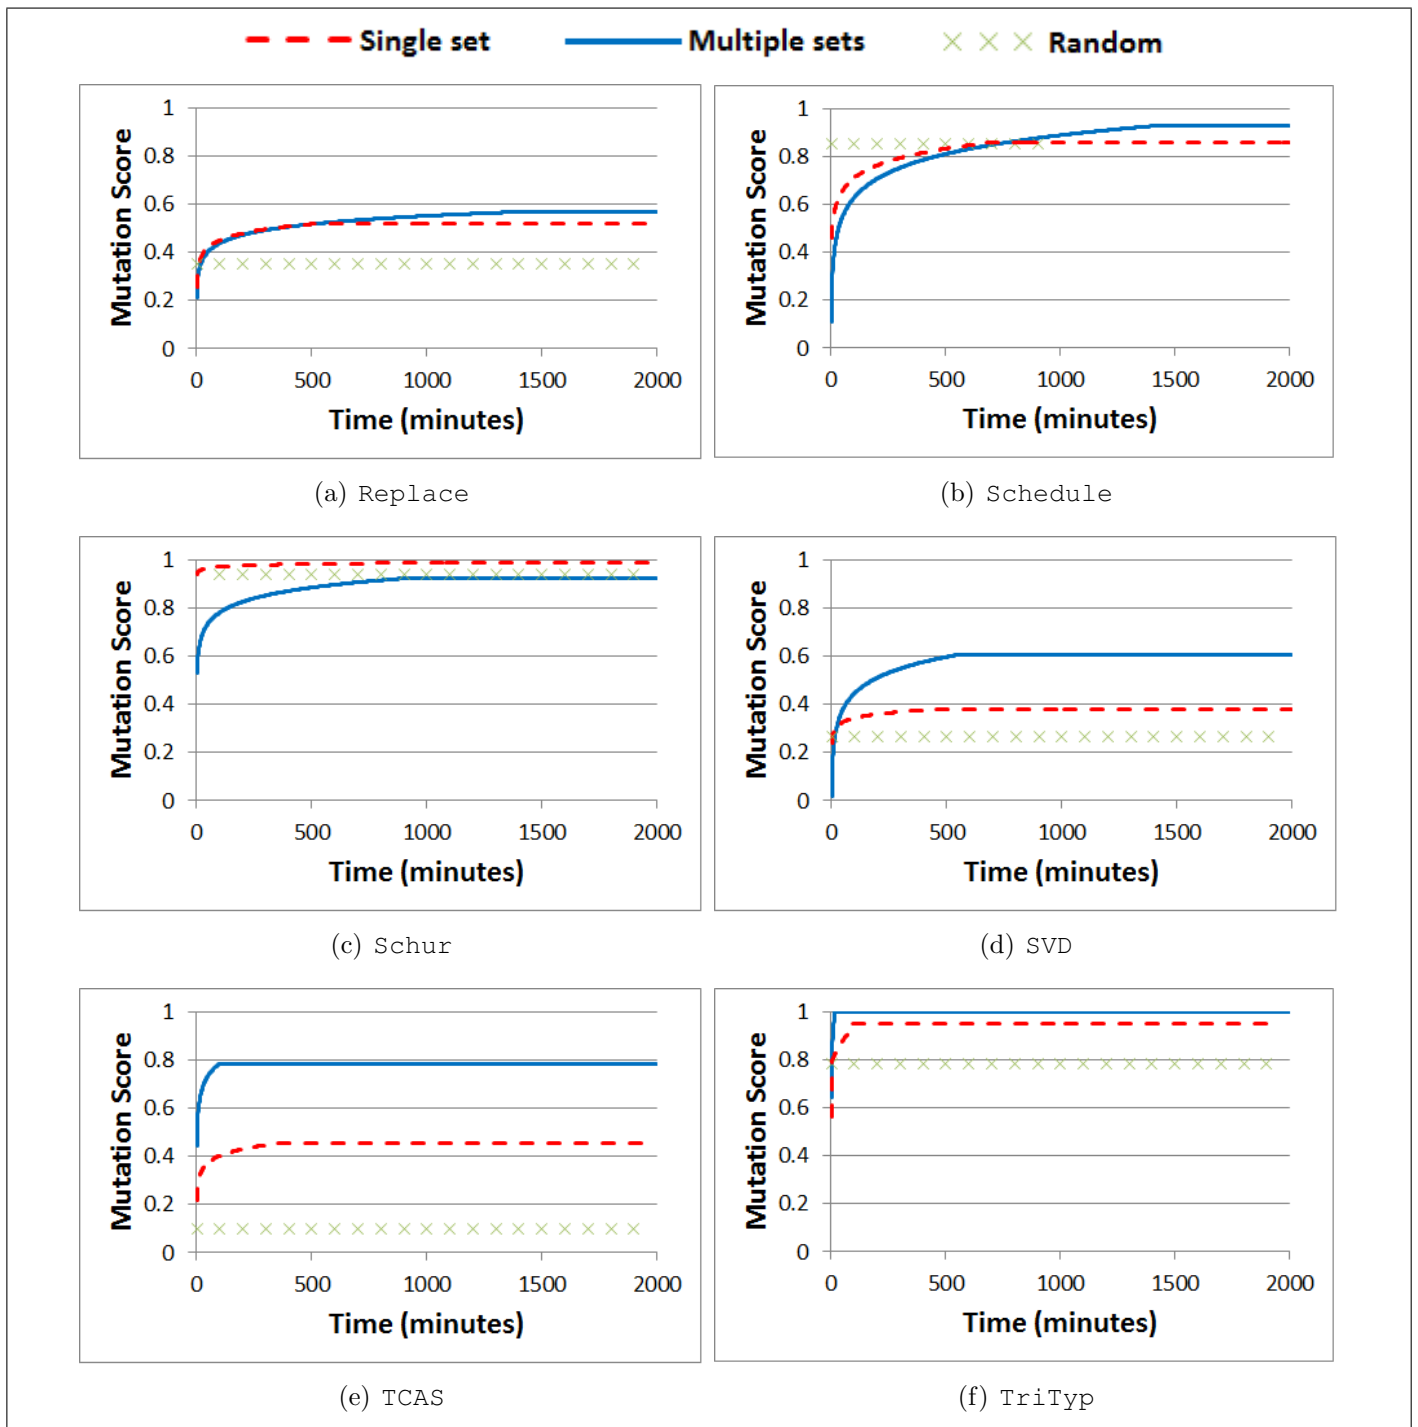 Single set Multiple sets Random
1
0.8
0.6
0.4
0.2
0
Mutation Score
0 500 1000 1500 2000
Time (minutes)
(a) Replace
1
0.8
0.6
0.4
0.2
0
Mutation Score
0 500 1000 1500 2000
Time (minutes)
(b) Schedule
1
0.8
0.6
0.4
0.2
0
Mutation Score
0 500 1000 1500 2000
Time (minutes)
(c) Schur
1
0.8
0.6
0.4
0.2
0
Mutation Score
0 500 1000 1500 2000
Time (minutes)
(d) SVD
1
0.8
0.6
0.4
0.2
0
Mutation Score
0 500 1000 1500 2000
Time (minutes)
(e) TCAS
1
0.8
0.6
0.4
0.2
0
Mutation Score
0 500 1000 1500 2000
Time (minutes)
(f) TriTyp